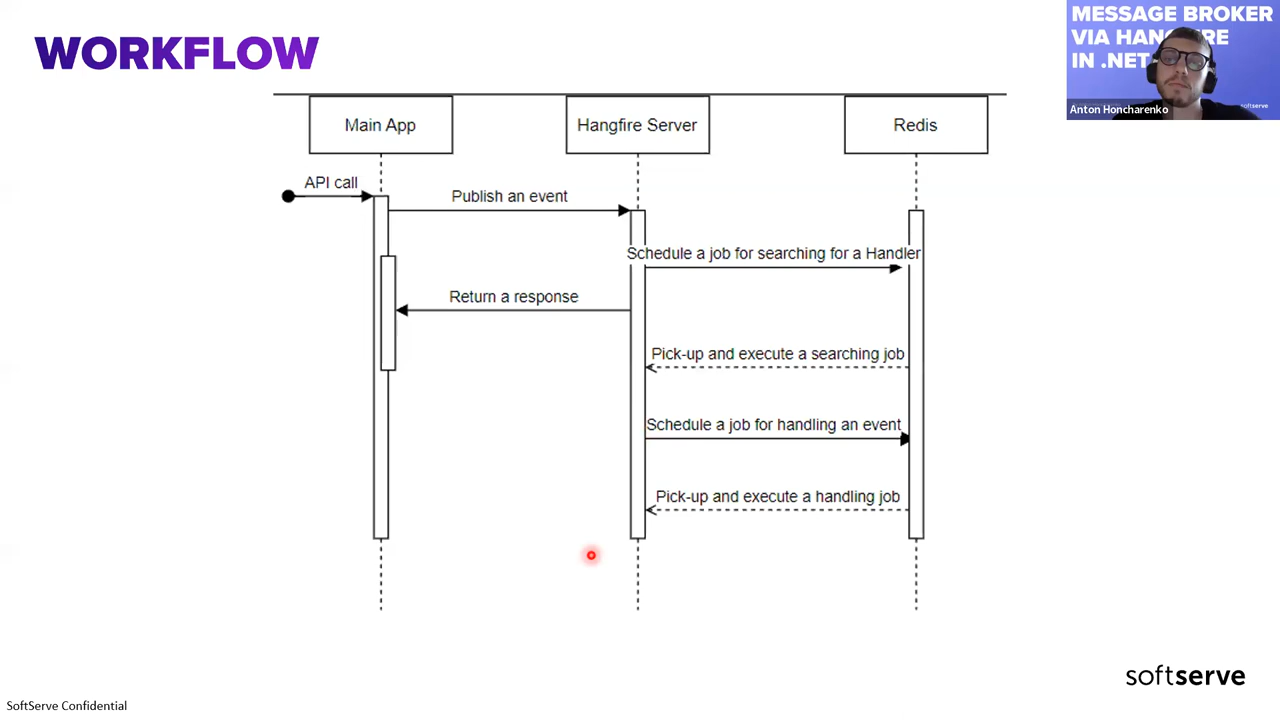 WORKFLOW
MESSAGE BROKER
VIA HANGFIRE
IN .NET
Anton Honcharenko
softserve
Main App
Hangfire Server
Redis
API call
Publish an event
Schedule a job for searching for a Handler
Return a response
Pick-up and execute a searching job
Schedule a job for handling an event
Pick-up and execute a handling job
softserve
SoftServe Confidential